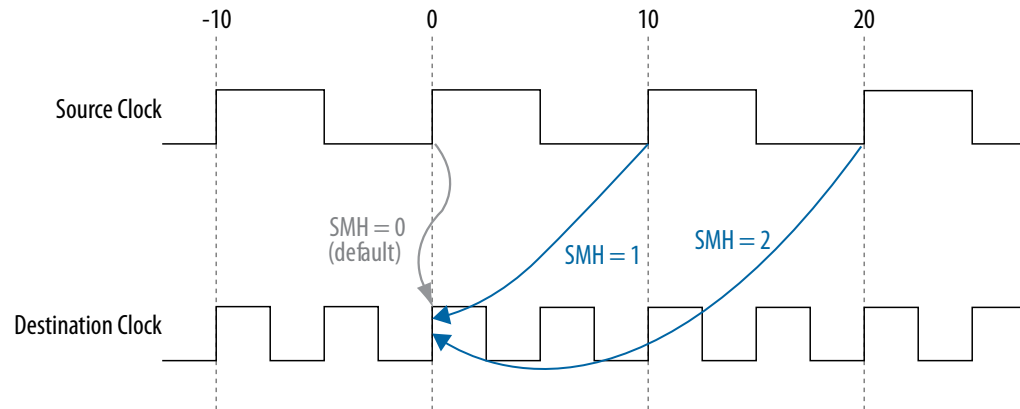 -10 0 10 20
Source Clock
SMH = 0
(default)
SMH = 1
SMH = 2
Destination Clock